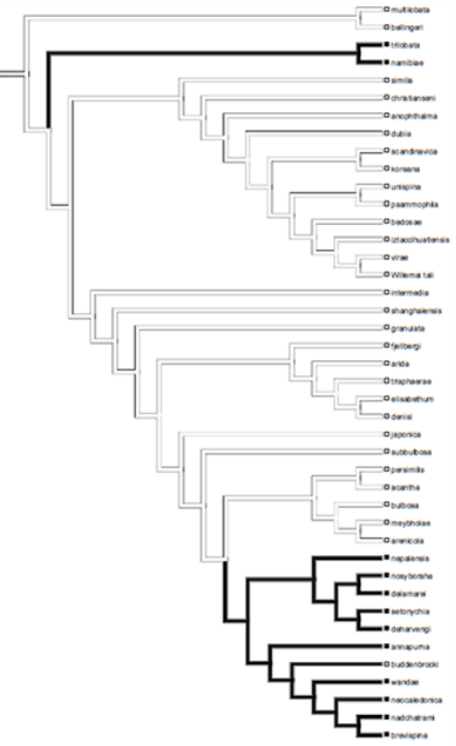 multilobata
bellingeri
trilobata
namibiae
similis
christianseni
anophthalma
dubia
scandinavica
koreana
unispina
psammophila
bedosae
iztaccihuatlensis
virae
Willemia tali
intermedia
shanghaiensis
granulata
fjellbergi
arida
trisphaerae
elisabethum
denisi
japonica
subbulbosa
persimilis
acantha
bulbosa
meybholae
arenicola
nepalensis
nosyboraha
delamarei
setonychia
deharvengi
annapurna
buddenbrocki
wandae
neocaledonica
nadchatrami
brevispina